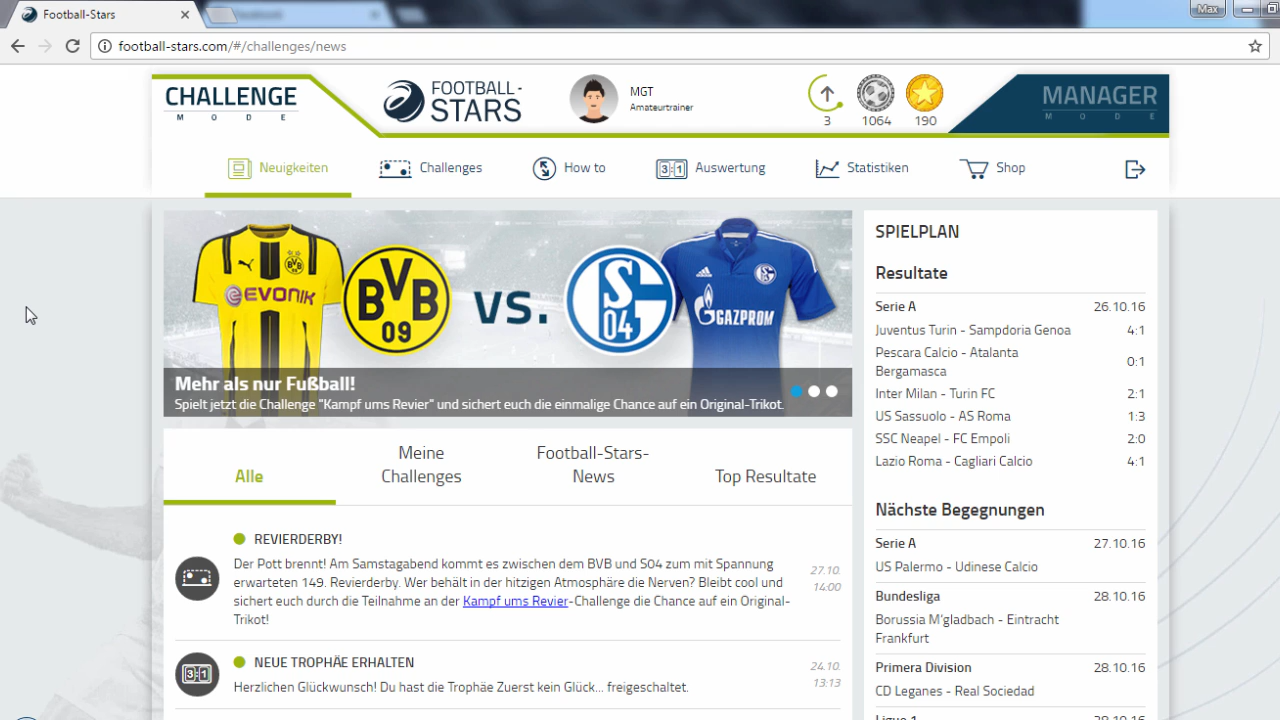 Football-Stars
Max
football-stars.com/#/challenges/news
CHALLENGE
MODE
FOOTBALL-
STARS
MGT
Amateurtrainer
3
1064
190
MANAGER
MODE
Neuigkeiten
Challenges
How to
3:1
Auswertung
Statistiken
Shop
EVONIK
BVB
09
vs.
S
04
GAZPROM
Mehr als nur Fußball!
Spielt jetzt die Challenge "Kampf ums Revier" und sichert euch die einmalige Chance auf ein Original-Trikot.
Alle
Meine
Challenges
Football-Stars-
News
Top Resultate
REVIERDERBY!
Der Pott brennt! Am Samstagabend kommt es zwischen dem BVB und S04 zum mit Spannung
erwarteten 149. Revierderby. Wer behält in der hitzigen Atmosphäre die Nerven? Bleibt cool und
sichert euch durch die Teilnahme an der Kampf ums Revier-Challenge die Chance auf ein Original-
Trikot!
27.10.
14:00
3:1
NEUE TROPHÄE ERHALTEN
Herzlichen Glückwunsch! Du hast die Trophäe Zuerst kein Glück... freigeschaltet.
24.10.
13:13
SPIELPLAN
Resultate
Serie A 26.10.16
Juventus Turin - Sampdoria Genoa 4:1
Pescara Calcio - Atalanta
Bergamasca 0:1
Inter Milan - Turin FC 2:1
US Sassuolo - AS Roma 1:3
SSC Neapel - FC Empoli 2:0
Lazio Roma - Cagliari Calcio 4:1
Nächste Begegnungen
Serie A 27.10.16
US Palermo - Udinese Calcio
Bundesliga 28.10.16
Borussia M'gladbach - Eintracht
Frankfurt
Primera Division 28.10.16
CD Leganes - Real Sociedad
Ligue 1 28.10.16